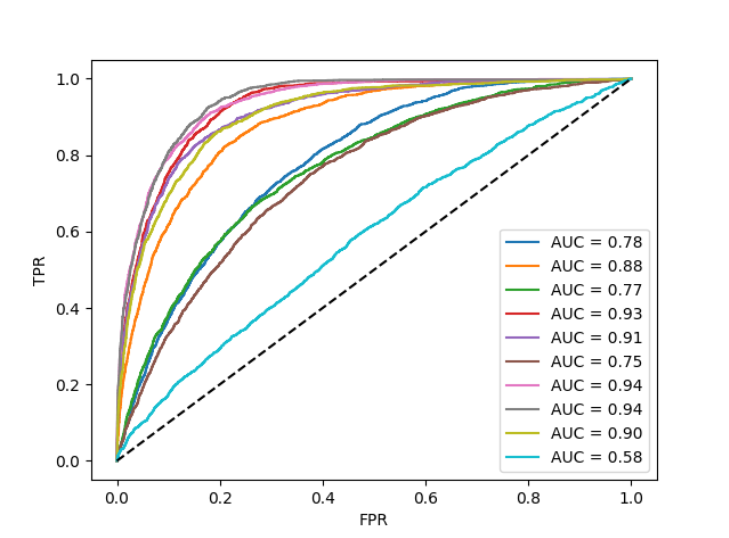 1.0
0.8
0.6
0.4
0.2
0.0
TPR
AUC = 0.78
AUC = 0.88
AUC = 0.77
AUC = 0.93
AUC = 0.91
AUC = 0.75
AUC = 0.94
AUC = 0.94
AUC = 0.90
AUC = 0.58
0.0 0.2 0.4 0.6 0.8 1.0
FPR